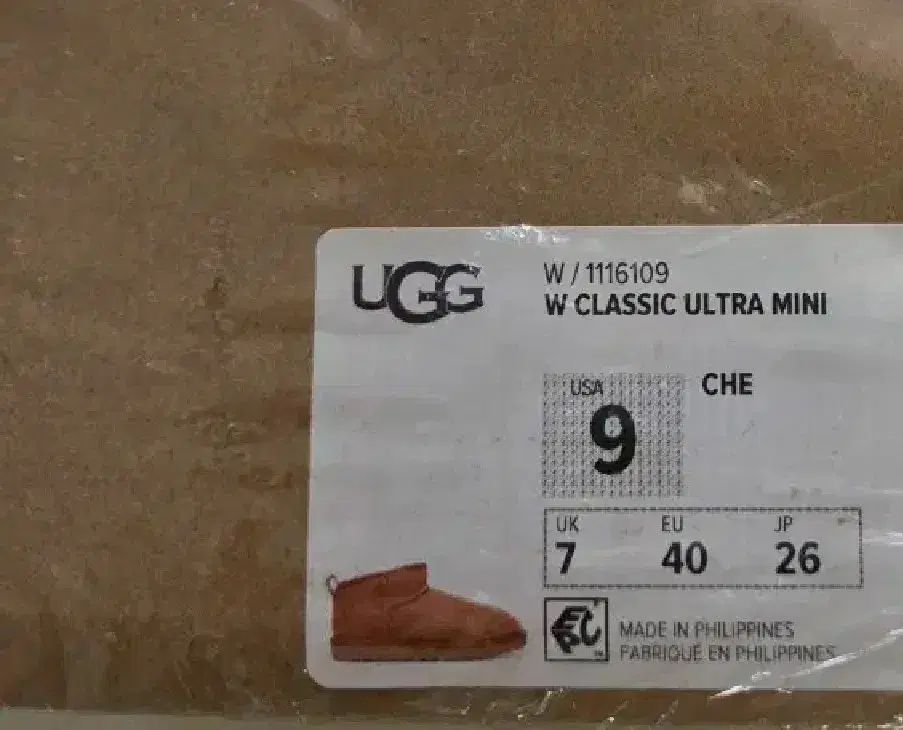 UGG
W / 1116109
W CLASSIC ULTRA MINI
USA
9
CHE
UK EU JP
7 40 26
MADE IN PHILIPPINES
FABRIQUÉ EN PHILIPPINES